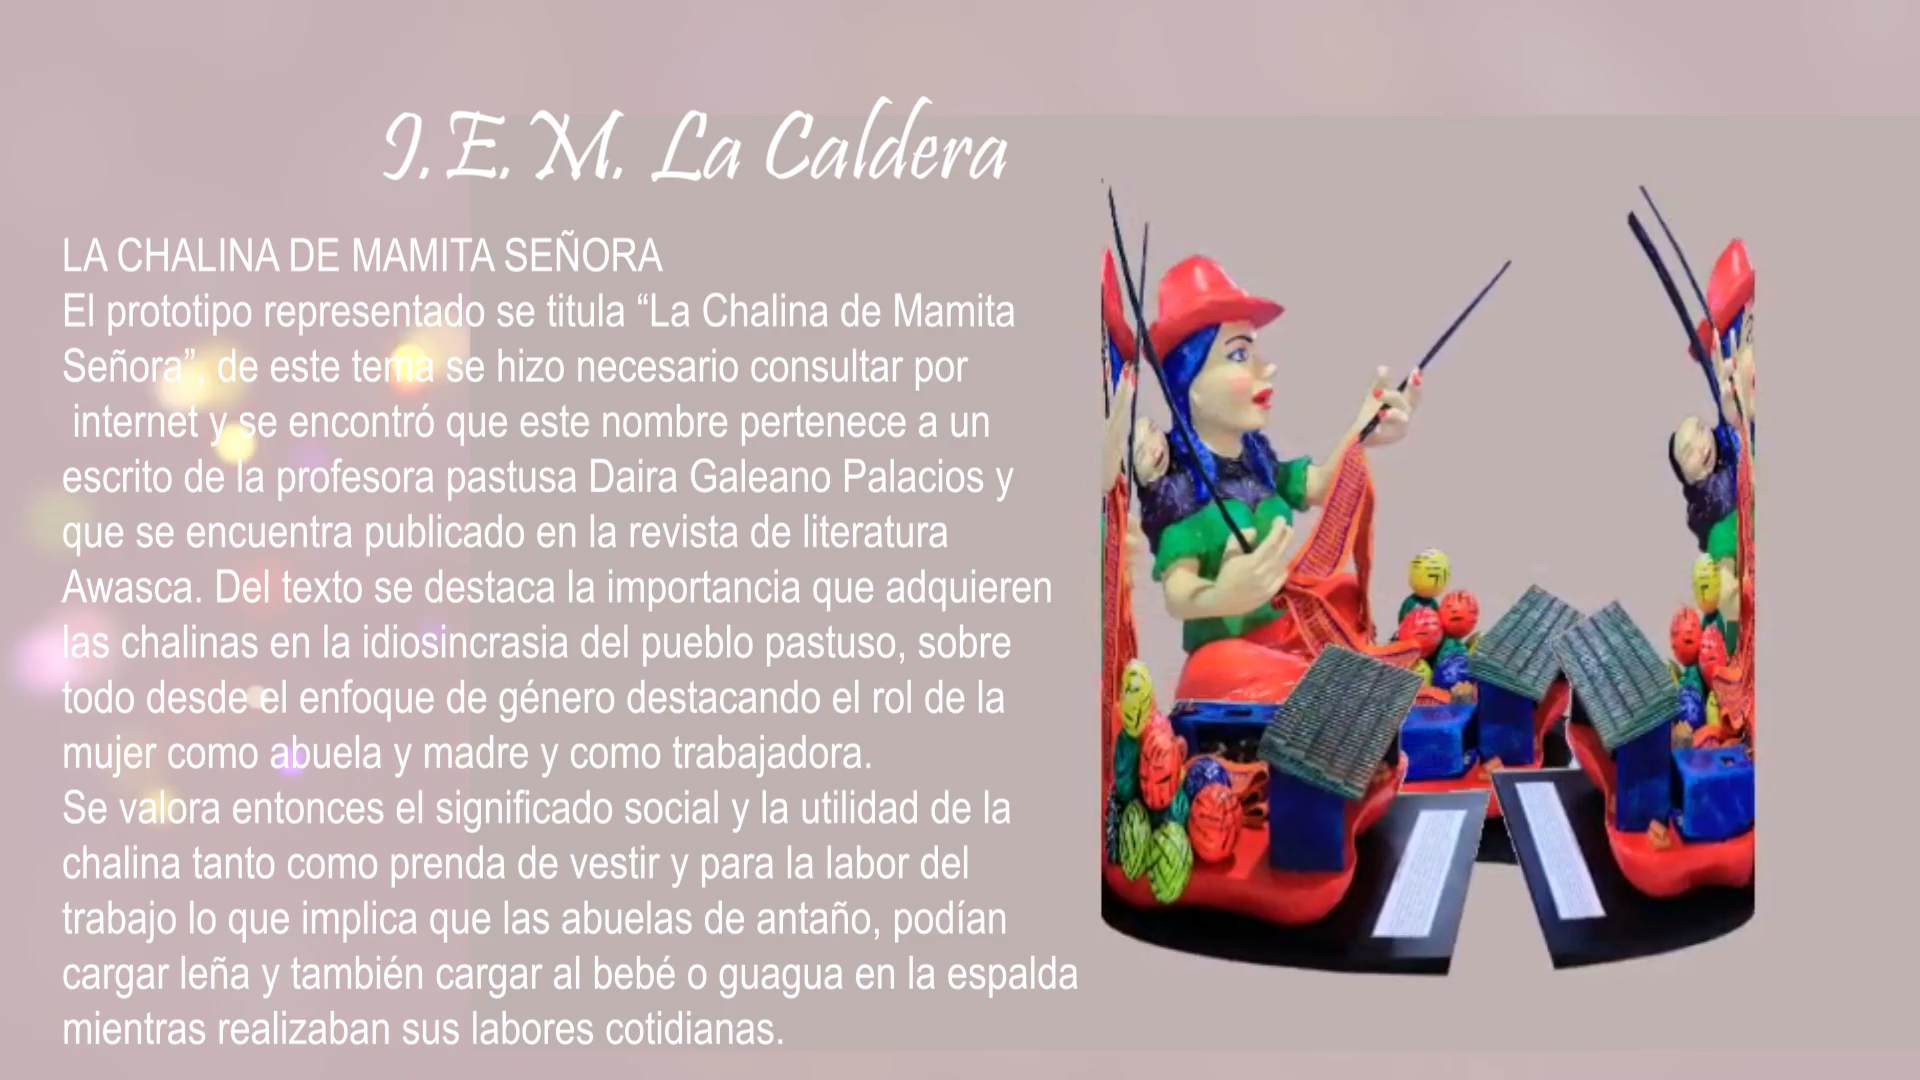 I. E. M. La Caldera
LA CHALINA DE MAMITA SEÑORA
El prototipo representado se titula “La Chalina de Mamita
Señora”, de este tema se hizo necesario consultar por
internet y se encontró que este nombre pertenece a un
escrito de la profesora pastusa Daira Galeano Palacios y
que se encuentra publicado en la revista de literatura
Awasca. Del texto se destaca la importancia que adquieren
las chalinas en la idiosincrasia del pueblo pastuso, sobre
todo desde el enfoque de género destacando el rol de la
mujer como abuela y madre y como trabajadora.
Se valora entonces el significado social y la utilidad de la
chalina tanto como prenda de vestir y para la labor del
trabajo lo que implica que las abuelas de antaño, podían
cargar leña y también cargar al bebé o guagua en la espalda
mientras realizaban sus labores cotidianas.